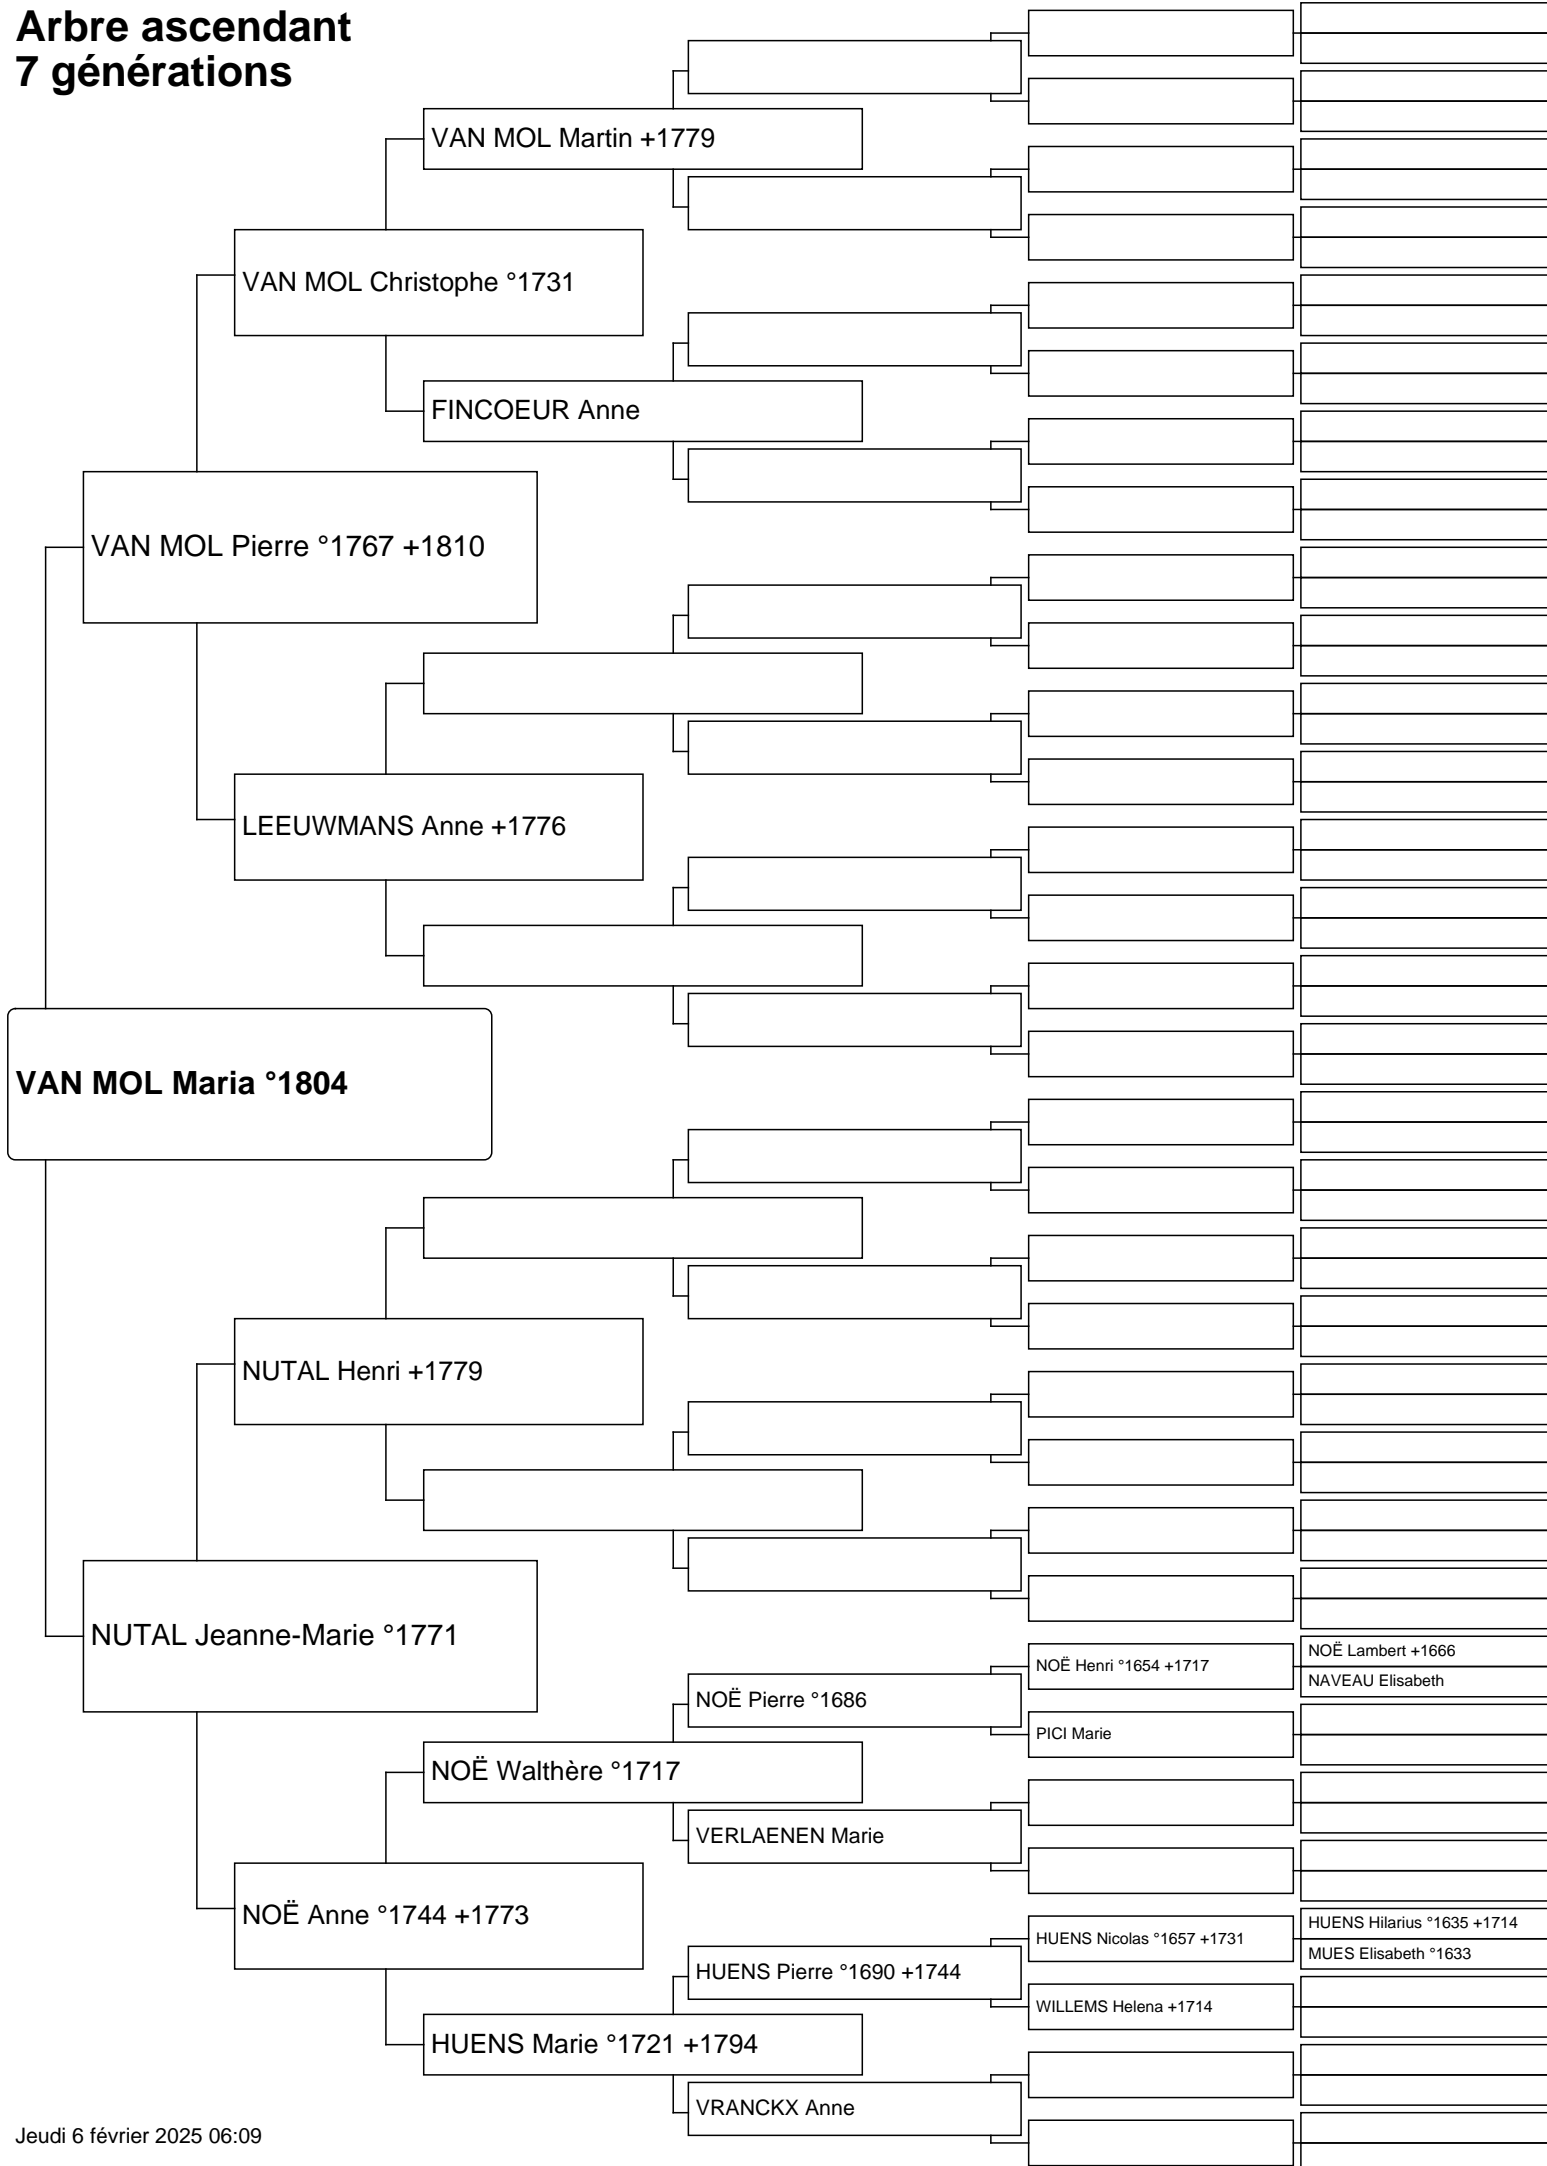 Arbre ascendant
7 générations
VAN MOL Martin +1779
VAN MOL Christophe °1731
FINCOEUR Anne
VAN MOL Pierre °1767 +1810
LEEUWMANS Anne +1776
VAN MOL Maria °1804
NUTAL Henri +1779
NUTAL Jeanne-Marie °1771
NOË Lambert +1666
NOË Henri °1654 +1717
NAVEAU Elisabeth
NOË Pierre °1686
PICI Marie
NOË Walthère °1717
VERLAENEN Marie
NOË Anne °1744 +1773
HUENS Hilarius °1635 +1714
HUENS Nicolas °1657 +1731
MUES Elisabeth °1633
HUENS Pierre °1690 +1744
WILLEMS Helena +1714
HUENS Marie °1721 +1794
VRANCKX Anne
Jeudi 6 février 2025 06:09